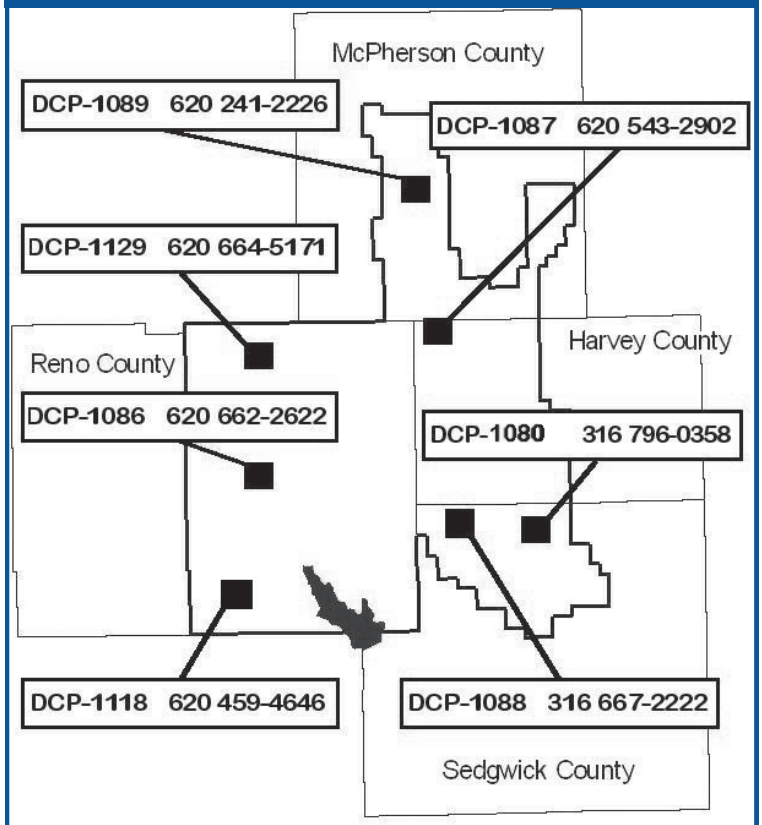 McPherson County
DCP-1089 620 241-2226
DCP-1087 620 543-2902
DCP-1129 620 664-5171
Harvey County
Reno County
DCP-1086 620 662-2622
DCP-1080 316 796-0358
DCP-1118 620 459-4646
DCP-1088 316 667-2222
Sedgwick County